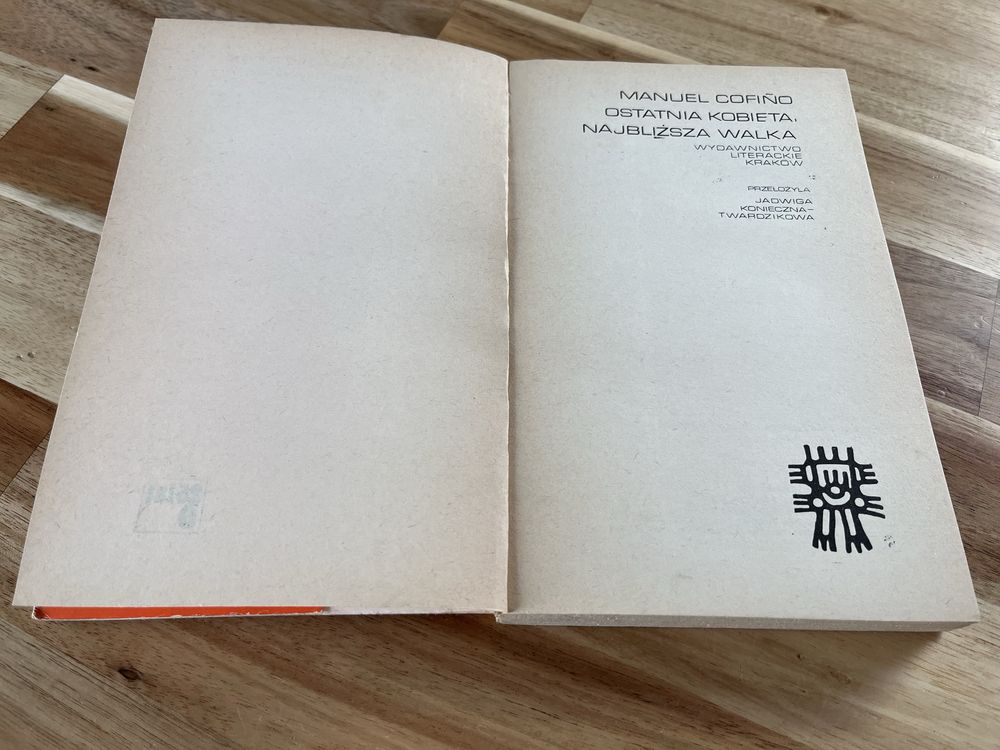 MANUEL COFIÑO
OSTATNIA KOBIETA,
NAJBLIŻSZA WALKA
WYDAWNICTWO
LITERACKIE
KRAKÓW
PRZEŁOŻYŁA
JADWIGA
KONIECZNA-
TWARDZIKOWA